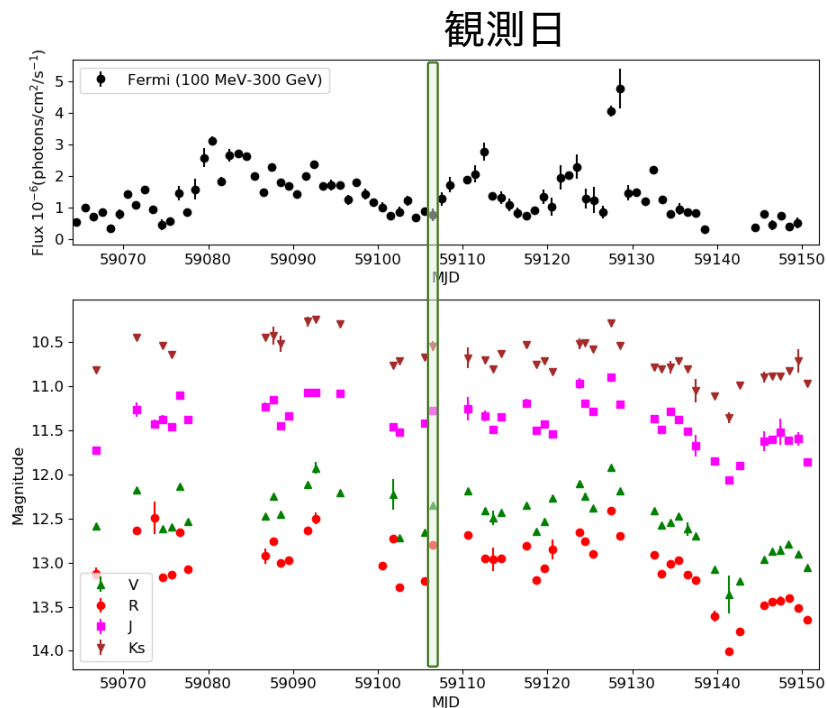 観測日
Fermi (100 MeV-300 GeV)
Flux 10⁻⁶(photons/cm²/s⁻¹)
5
4
3
2
1
0
59070 59080 59090 59100 59110 59120 59130 59140 59150
MJD
Magnitude
10.5
11.0
11.5
12.0
12.5
13.0
13.5
14.0
V
R
J
Ks
59070 59080 59090 59100 59110 59120 59130 59140 59150
MJD